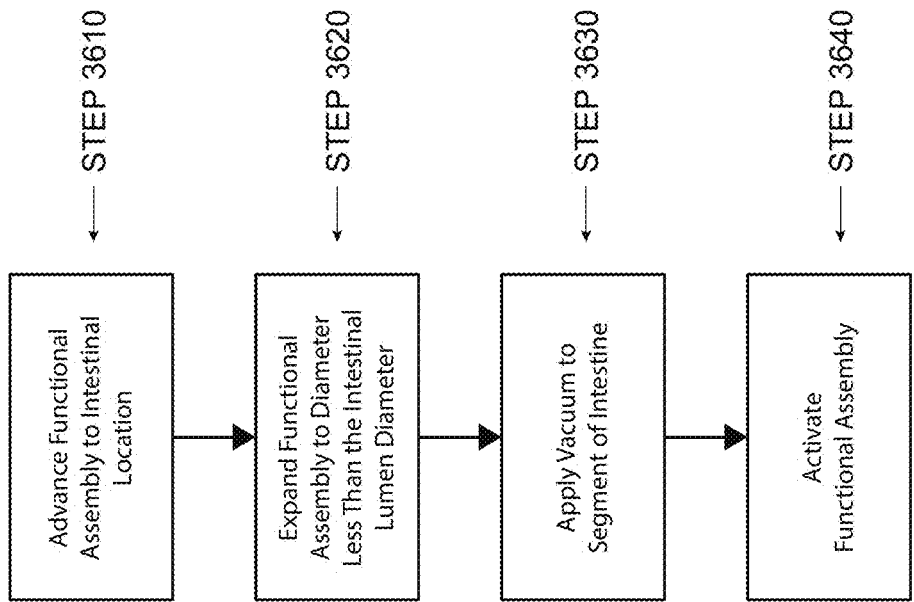 Advance Functional
Assembly to Intestinal
Location
STEP 3610
Expand Functional
Assembly to Diameter
Less Than the Intestinal
Lumen Diameter
STEP 3620
Apply Vacuum to
Segment of Intestine
STEP 3630
Activate
Functional Assembly
STEP 3640